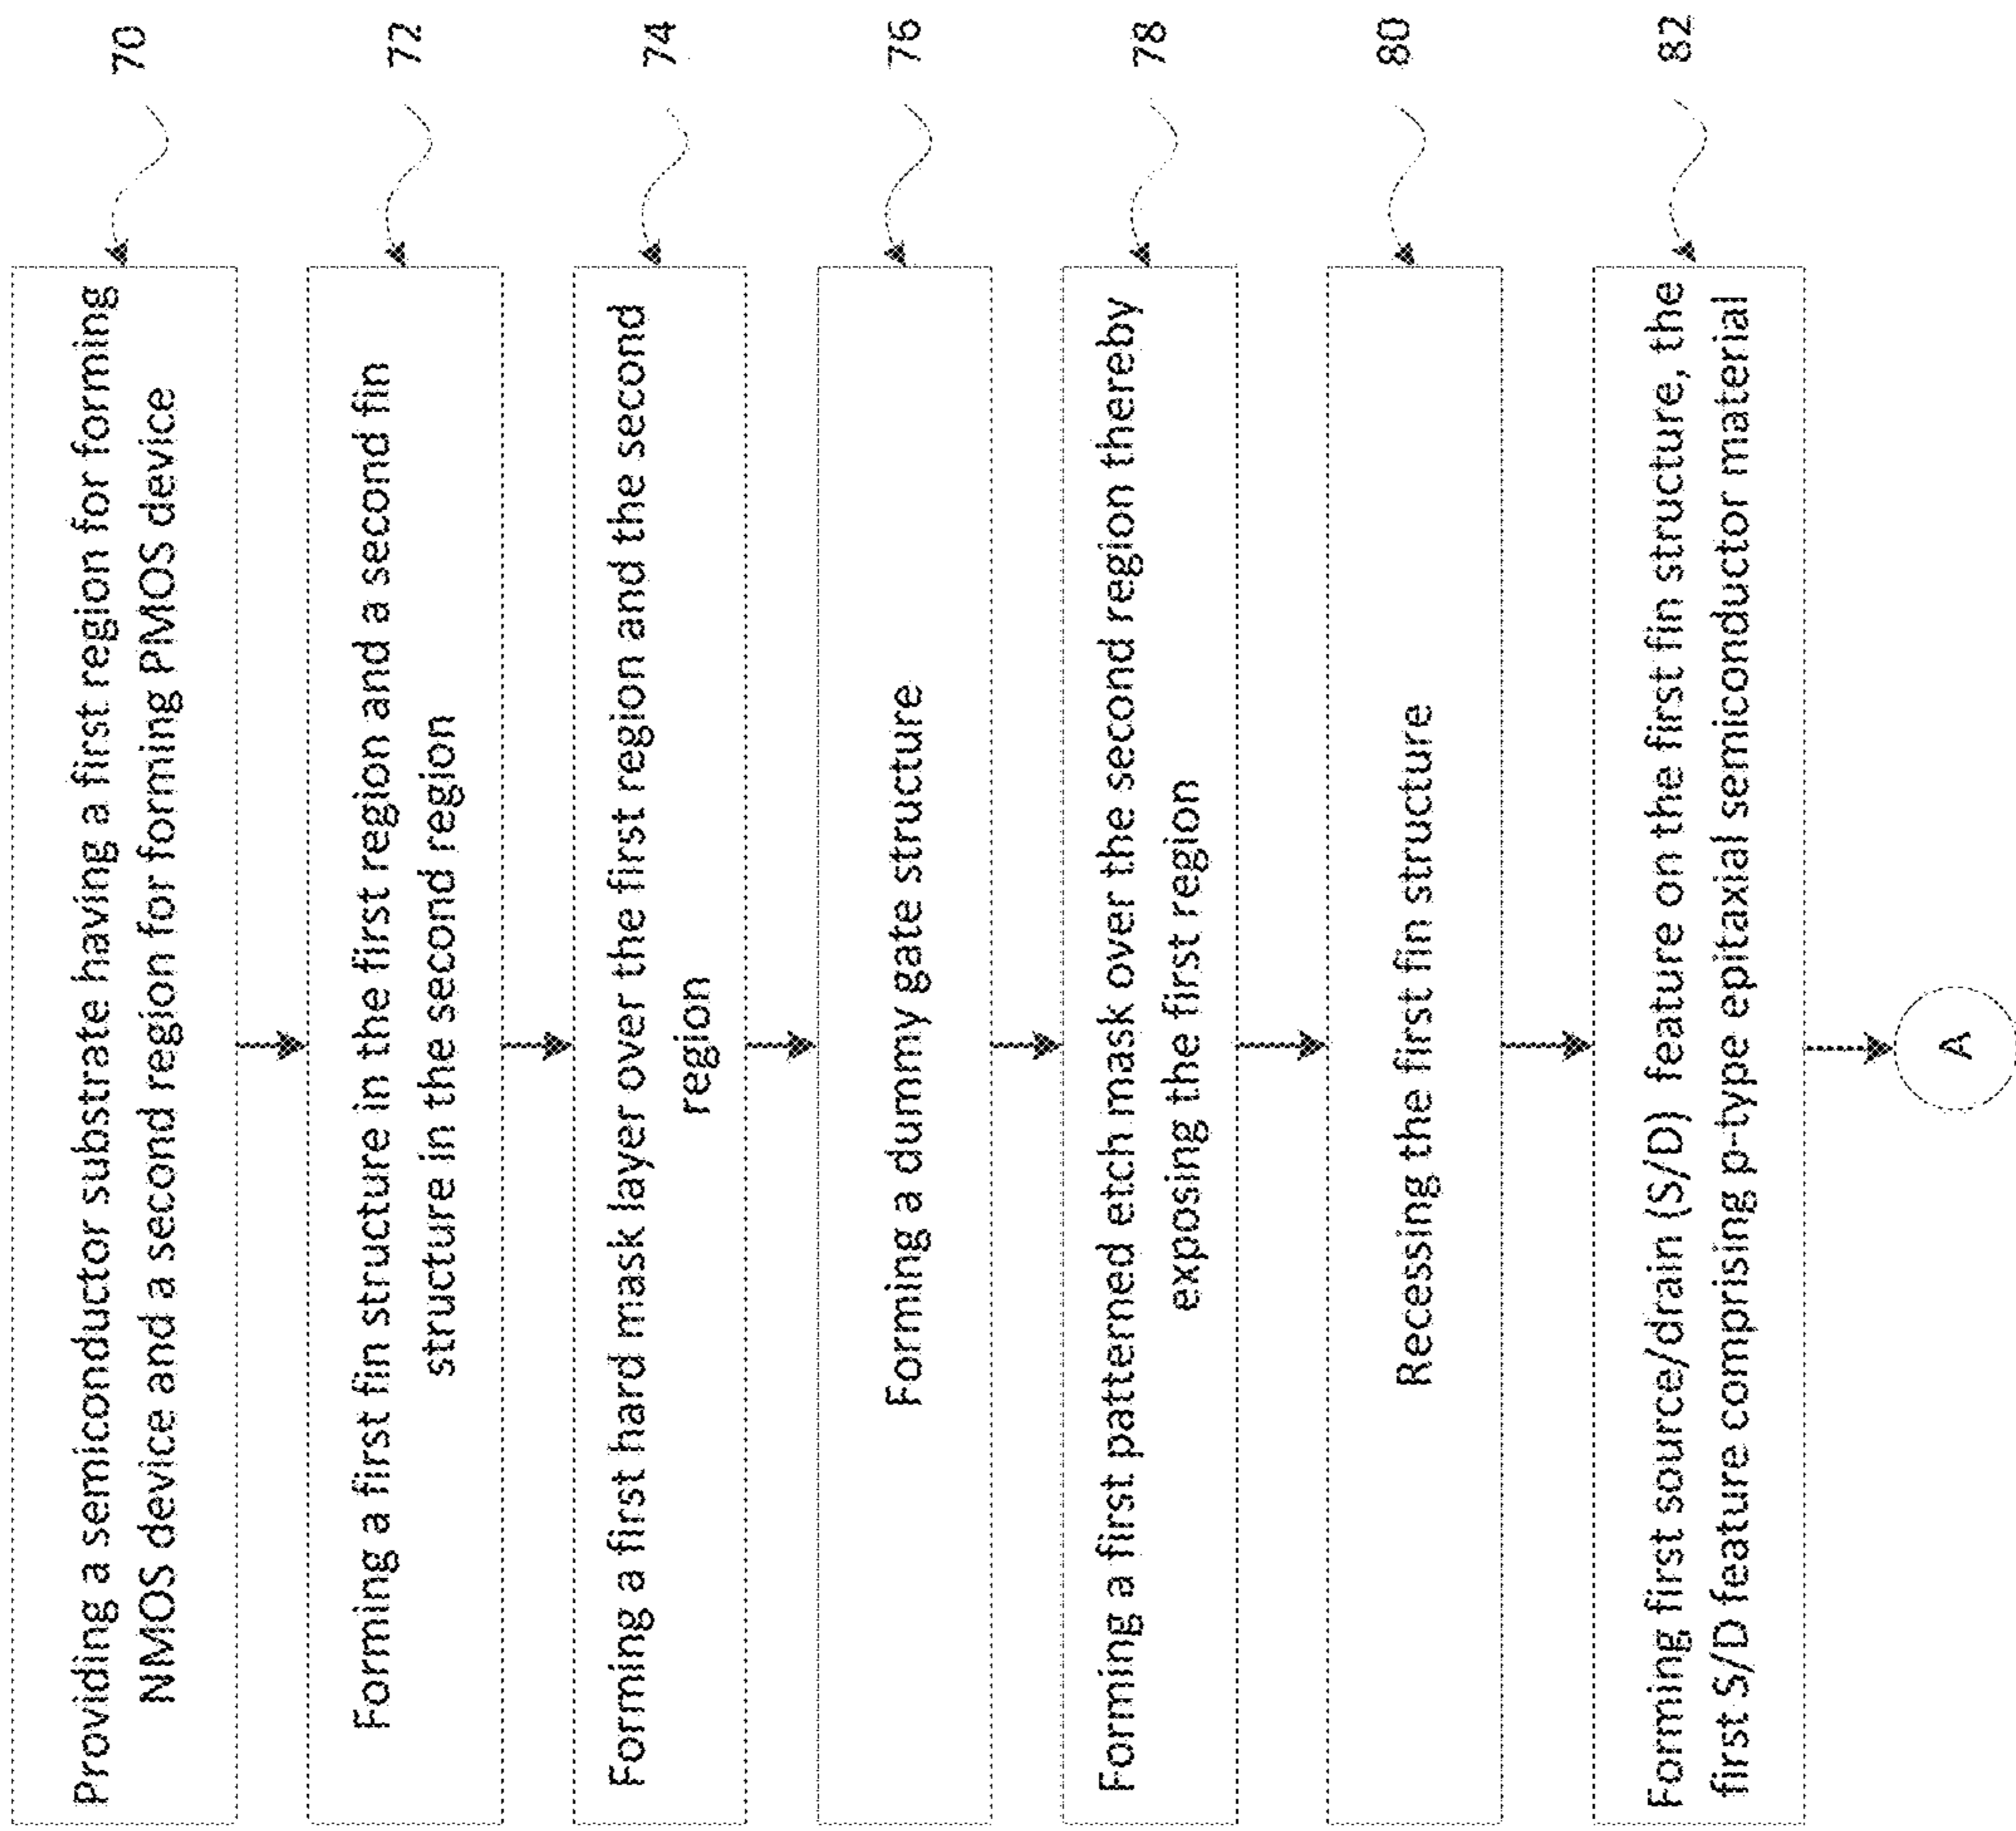 Providing a semiconductor substrate having a first region for forming
NMOS device and a second region for forming PMOS device
70
Forming a first fin structure in the first region and a second fin
structure in the second region
72
Forming a first hard mask layer over the first region and the second
region
74
Forming a dummy gate structure
76
Forming a first patterned etch mask over the second region thereby
exposing the first region
78
Recessing the first fin structure
80
Forming first source/drain (S/D) feature on the first fin structure, the
first S/D feature comprising p-type epitaxial semiconductor material
82
A